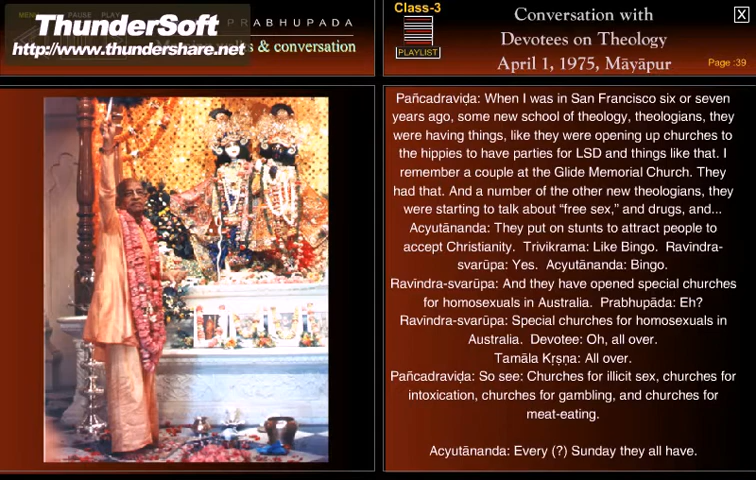 ThunderSoft
http://www.thundershare.net
PAUSE PLAY
PRABHUPADA
& conversation
Class-3
PLAYLIST
Conversation with
Devotees on Theology
April 1, 1975, Māyāpur
X
Page :39
Pañcadraviḍa: When I was in San Francisco six or seven
years ago, some new school of theology, theologians, they
were having things, like they were opening up churches to
the hippies to have parties for LSD and things like that. I
remember a couple at the Glide Memorial Church. They
had that. And a number of the other new theologians, they
were starting to talk about “free sex,” and drugs, and...
Acyutānanda: They put on stunts to attract people to
accept Christianity. Trivikrama: Like Bingo. Ravindra-
svarūpa: Yes. Acyutānanda: Bingo.
Ravindra-svarūpa: And they have opened special churches
for homosexuals in Australia. Prabhupāda: Eh?
Ravindra-svarūpa: Special churches for homosexuals in
Australia. Devotee: Oh, all over.
Tamāla Kṛṣṇa: All over.
Pañcadraviḍa: So see: Churches for illicit sex, churches for
intoxication, churches for gambling, and churches for
meat-eating.
Acyutānanda: Every (?) Sunday they all have.